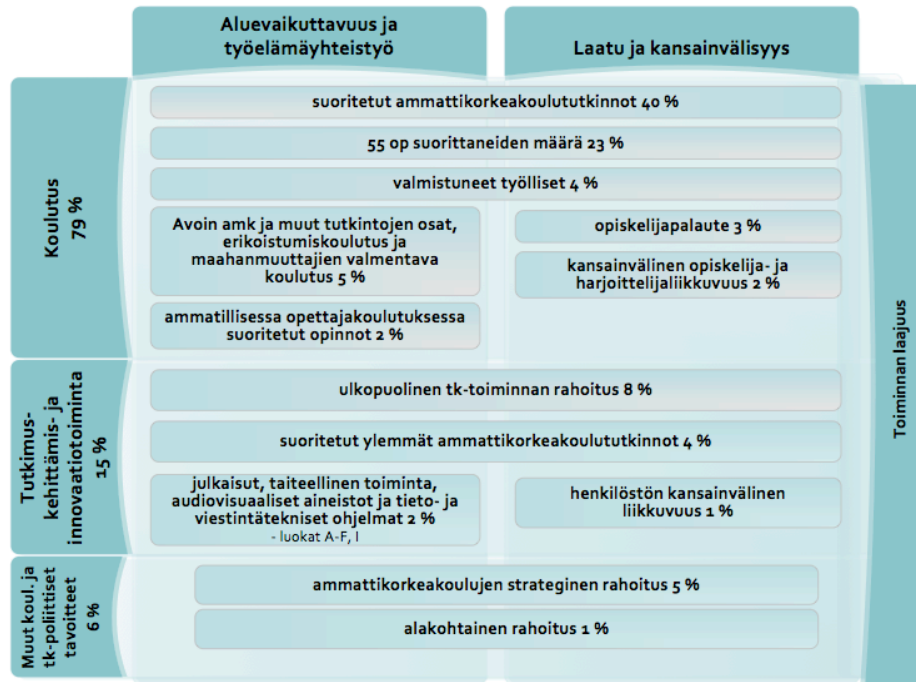 Aluevaikuttavuus ja
työelämäyhteistyö
Laatu ja kansainvälisyys
Koulutus
79 %
suoritetut ammattikorkeakoulututkinnot 40 %
55 op suorittaneiden määrä 23 %
valmistuneet työlliset 4 %
Avoin amk ja muut tutkintojen osat,
erikoistumiskoulutus ja
maahanmuuttajien valmentava
koulutus 5 %
opiskelijapalaute 3 %
kansainvälinen opiskelija- ja
harjoittelijaliikkuvuus 2 %
ammatillisessa opettajakoulutuksessa
suoritetut opinnot 2 %
Tutkimus-
kehittämis- ja
innovaatiotoiminta
15 %
ulkopuolinen tk-toiminnan rahoitus 8 %
suoritetut ylemmät ammattikorkeakoulututkinnot 4 %
julkaisut, taiteellinen toiminta,
audiovisuaaliset aineistot ja tieto- ja
viestintätekniset ohjelmat 2 %
- luokat A-F, I
henkilöstön kansainvälinen
liikkuvuus 1 %
Muut koul. ja
tk-poliittiset
tavoitteet
6 %
ammattikorkeakoulujen strateginen rahoitus 5 %
alakohtainen rahoitus 1 %
Toiminnan laajuus